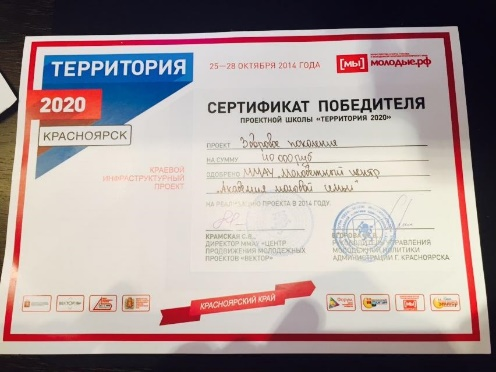 ТЕРРИТОРИЯ
2020
КРАСНОЯРСК
КРАЕВОЙ
ИНФРАСТРУКТУРНЫЙ
ПРОЕКТ
25–28 ОКТЯБРЯ 2014 ГОДА
[МЫ] МОЛОДЫЕ.РФ
СЕРТИФИКАТ ПОБЕДИТЕЛЯ
ПРОЕКТНОЙ ШКОЛЫ «ТЕРРИТОРИЯ 2020»
ПРОЕКТ Здоровое поколение
НА СУММУ 40 000 руб
ОДОБРЕНО ММАУ „Молодежный центр
„Академия молодой семьи"
НА РЕАЛИЗАЦИЮ ПРОЕКТА В 2014 ГОДУ.
КРАМСКАЯ
ДИРЕКТОР ММАУ «ЦЕНТР
ПРОДВИЖЕНИЯ МОЛОДЕЖНЫХ
ПРОЕКТОВ «ВЕКТОР»
РУКОВОДИТЕЛЬ УПРАВЛЕНИЯ
МОЛОДЕЖНОЙ ПОЛИТИКИ
АДМИНИСТРАЦИИ Г. КРАСНОЯРСКА
КРАСНОЯРСКИЙ КРАЙ